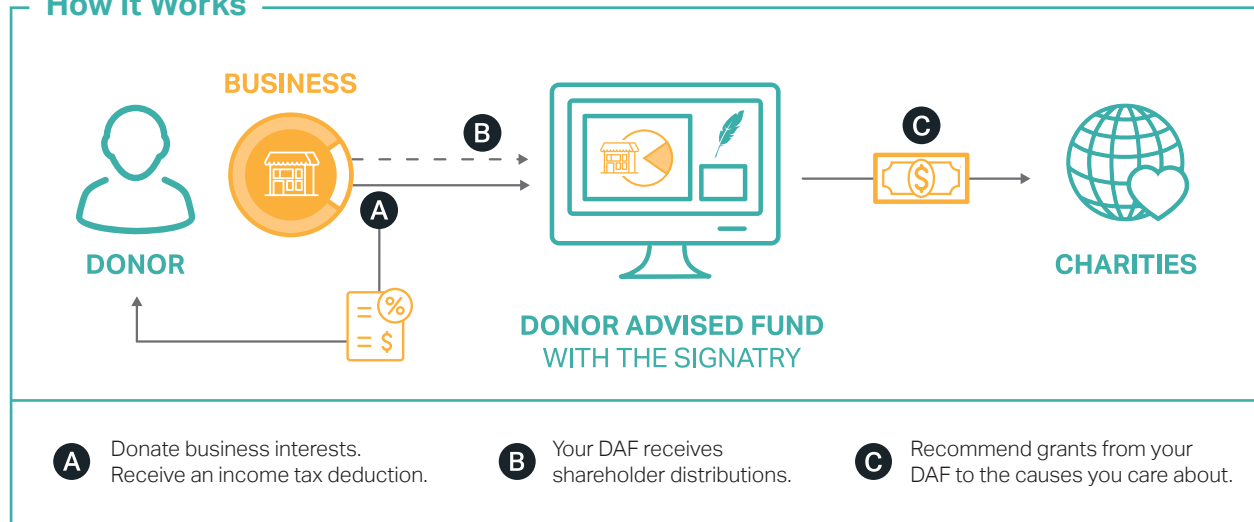 How It Works
BUSINESS
B
C
A
DONOR
%
$
$
DONOR ADVISED FUND
WITH THE SIGNATRY
CHARITIES
A
Donate business interests.
Receive an income tax deduction.
B
Your DAF receives
shareholder distributions.
C
Recommend grants from your
DAF to the causes you care about.